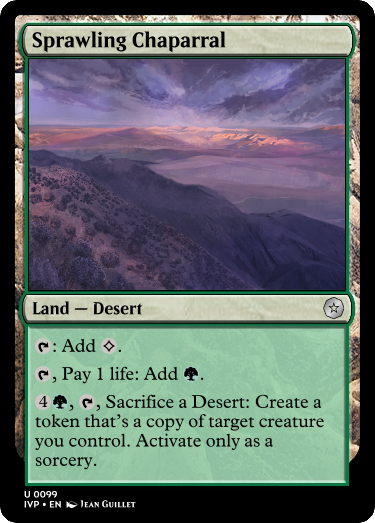 Sprawling Chaparral
Land — Desert
: Add .
, Pay 1 life: Add .
4 , , Sacrifice a Desert: Create a
token that's a copy of target creature
you control. Activate only as a
sorcery.
U 0099
IVP • EN Jean Guillet